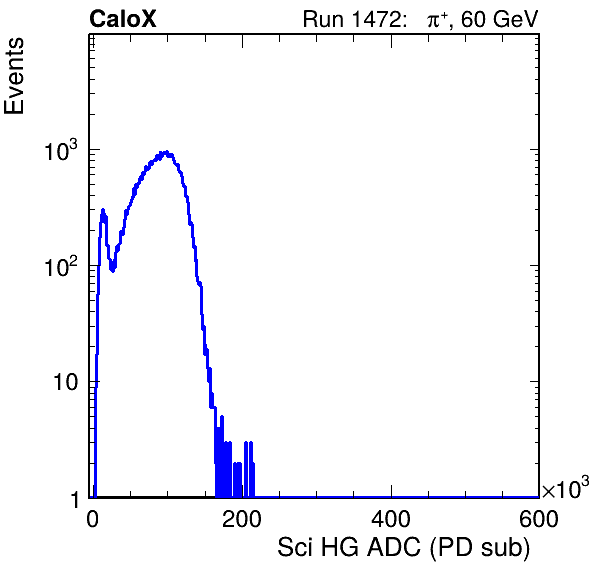 CaloX Run 1472: π⁺, 60 GeV
Events
10³
10²
10
1
0 200 400 600
×10³
Sci HG ADC (PD sub)